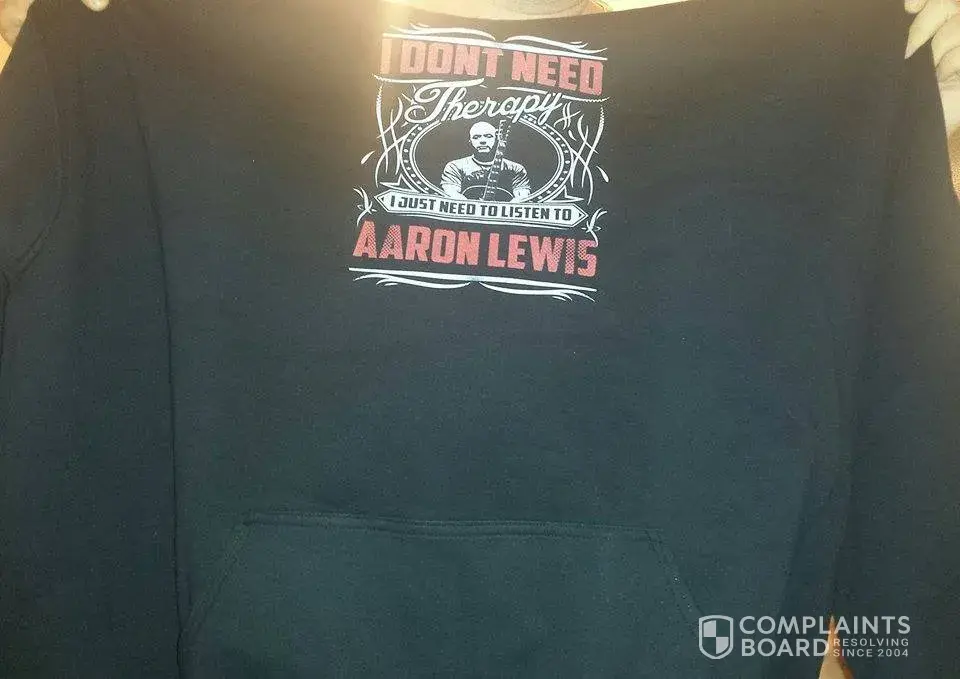 I DONT NEED
Therapy
I JUST NEED TO LISTEN TO
AARON LEWIS
COMPLAINTS
BOARD RESOLVING
SINCE 2004